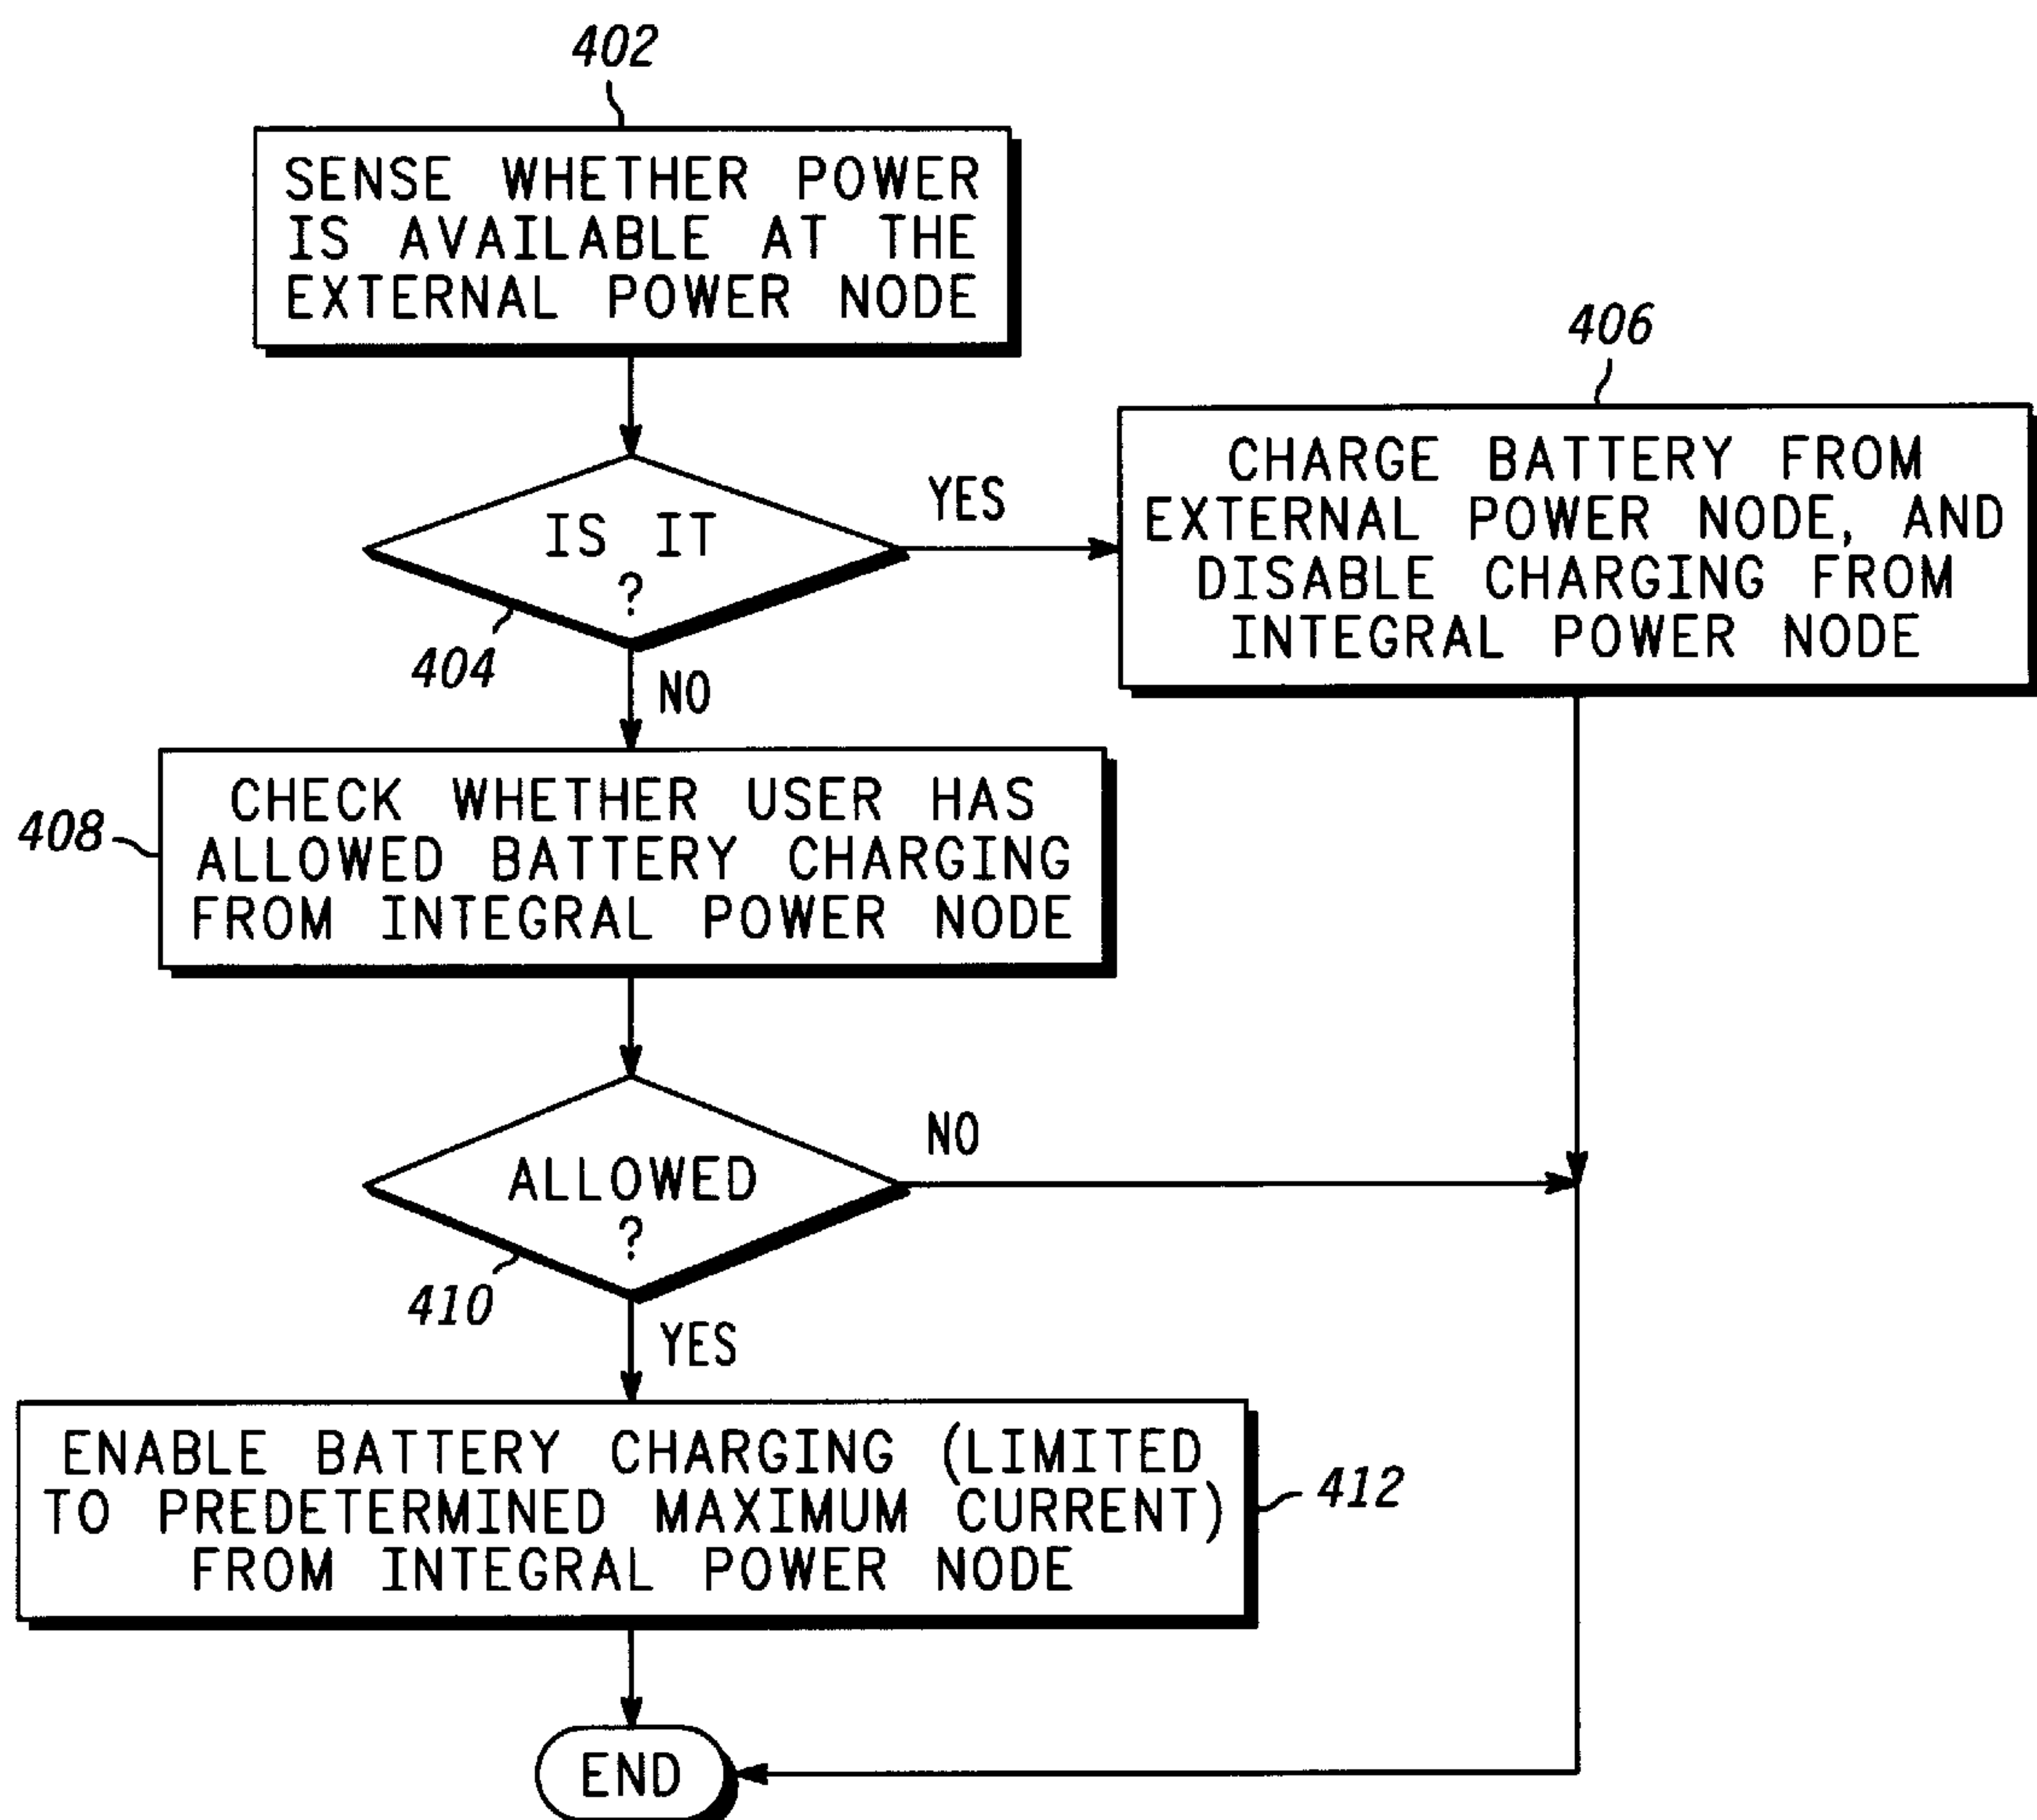 402
SENSE WHETHER POWER
IS AVAILABLE AT THE
EXTERNAL POWER NODE
406
CHARGE BATTERY FROM
EXTERNAL POWER NODE, AND
DISABLE CHARGING FROM
INTEGRAL POWER NODE
IS IT
?
YES
404
NO
408
CHECK WHETHER USER HAS
ALLOWED BATTERY CHARGING
FROM INTEGRAL POWER NODE
ALLOWED
?
NO
410
YES
ENABLE BATTERY CHARGING (LIMITED
TO PREDETERMINED MAXIMUM CURRENT)
FROM INTEGRAL POWER NODE
412
END